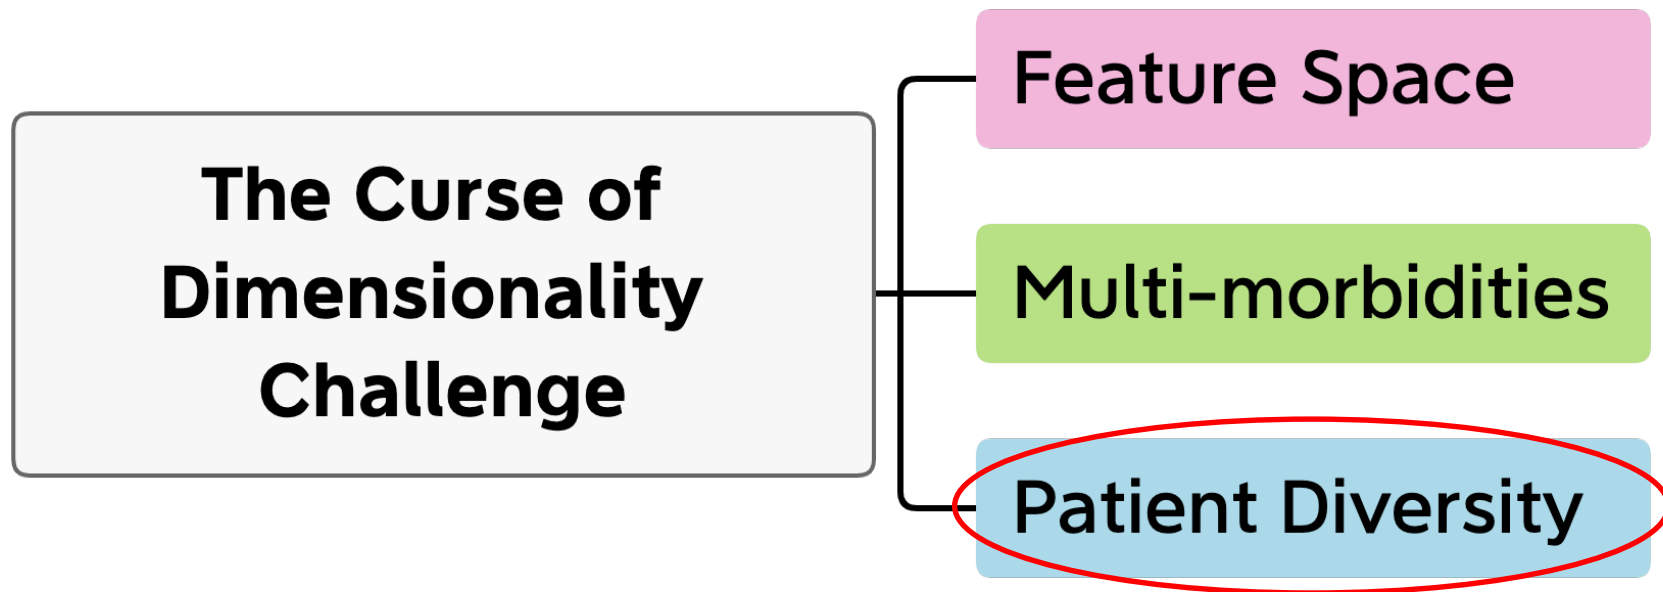 The Curse of
Dimensionality
Challenge
Feature Space
Multi-morbidities
Patient Diversity